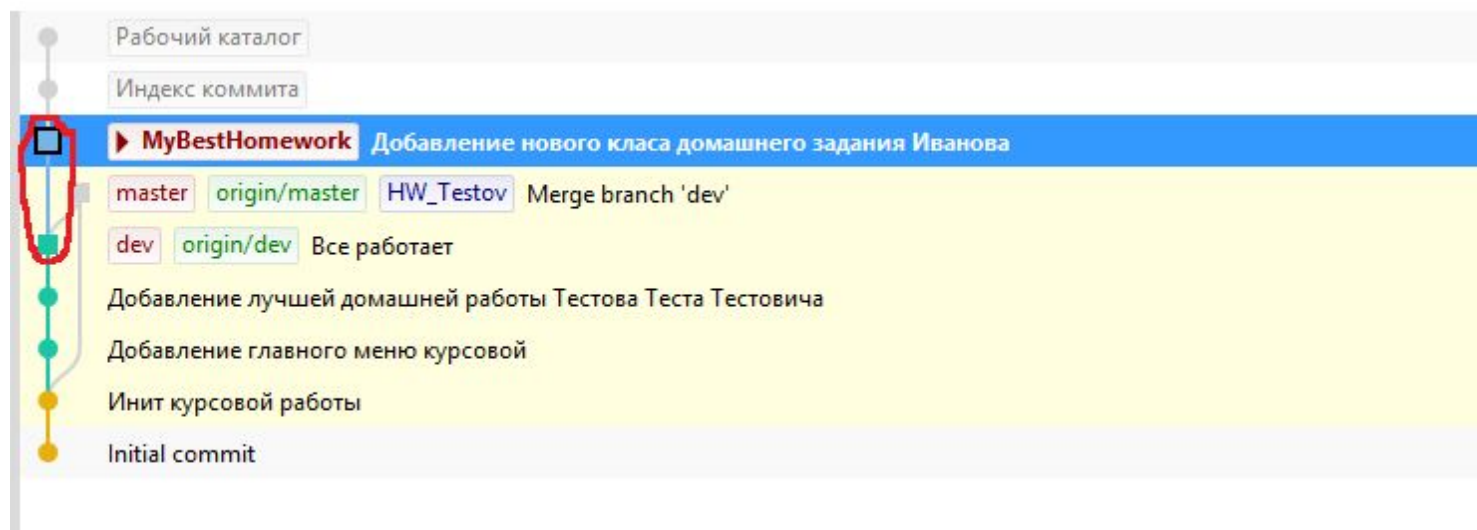 Рабочий каталог
Индекс коммита
MyBestHomework Добавление нового класа домашнего задания Иванова
master origin/master HW_Testov Merge branch 'dev'
dev origin/dev Все работает
Добавление лучшей домашней работы Тестова Теста Тестовича
Добавление главного меню курсовой
Инит курсовой работы
Initial commit